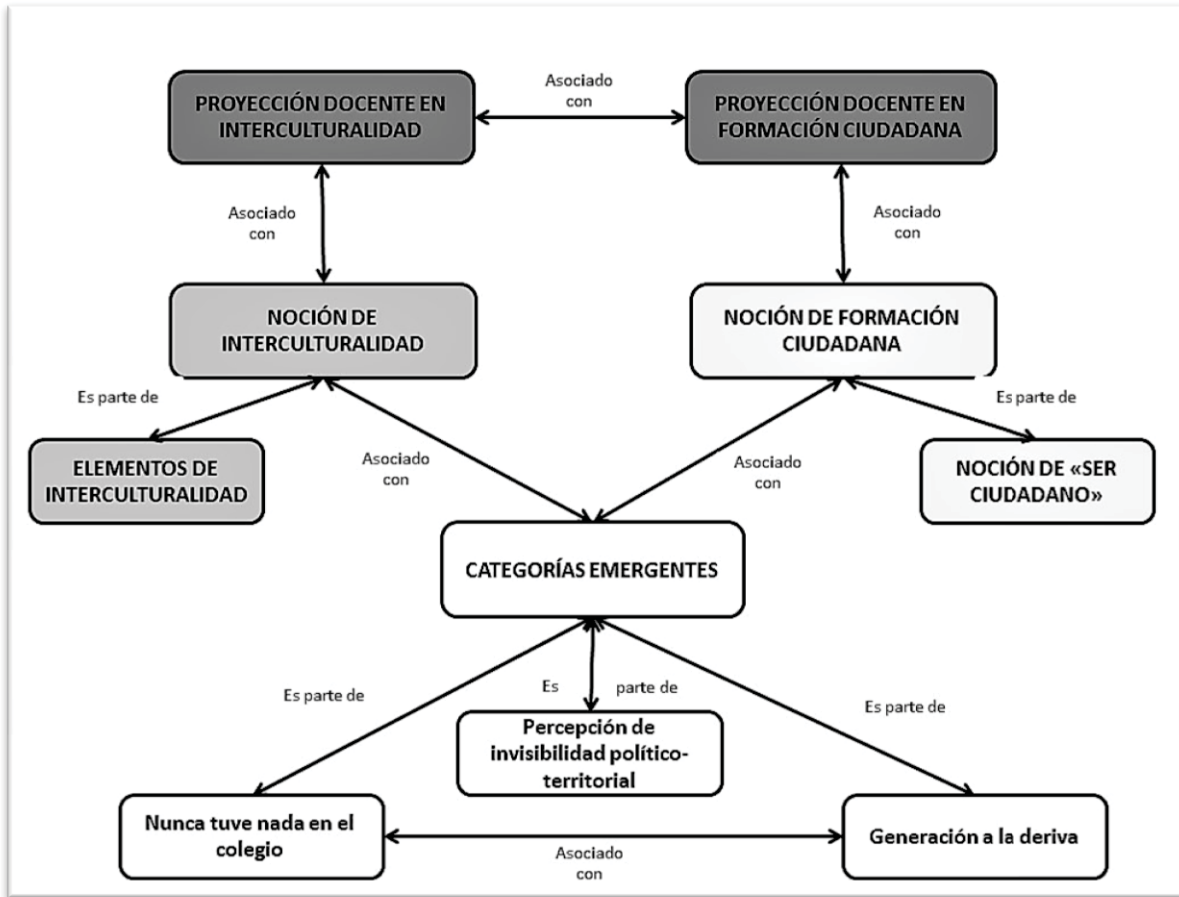 PROYECCIÓN DOCENTE EN
INTERCULTURALIDAD
Asociado
con
PROYECCIÓN DOCENTE EN
FORMACIÓN CIUDADANA
Asociado
con
Asociado
con
NOCIÓN DE
INTERCULTURALIDAD
NOCIÓN DE FORMACIÓN
CIUDADANA
Es parte de
Es parte de
ELEMENTOS DE
INTERCULTURALIDAD
Asociado
con
Asociado
con
NOCIÓN DE «SER
CIUDADANO»
CATEGORÍAS EMERGENTES
Es parte de
Es parte de
Es parte de
Percepción de
invisibilidad político-
territorial
Nunca tuve nada en el
colegio
Asociado
con
Generación a la deriva